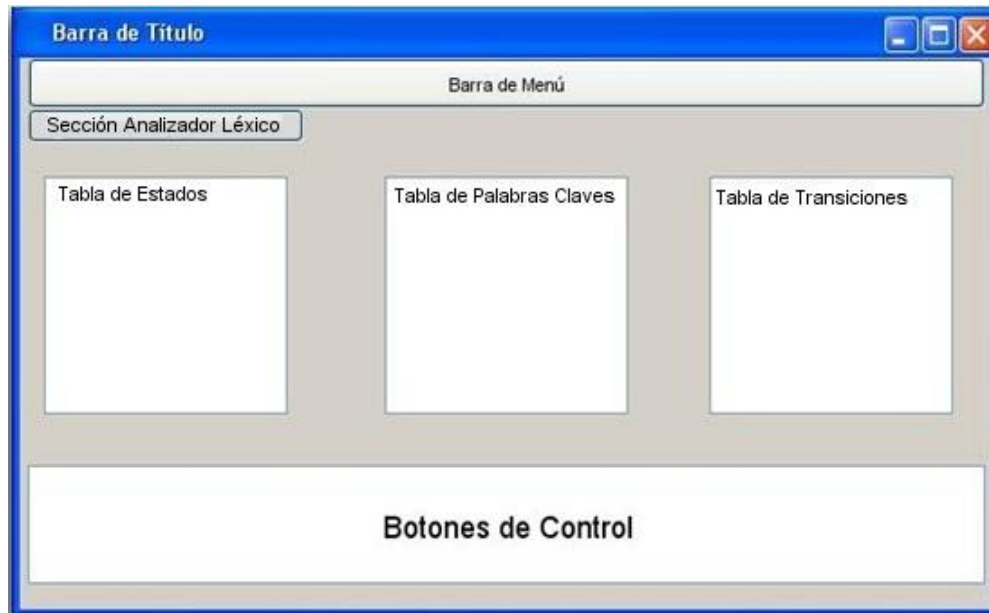 Barra de Título
Barra de Menú
Sección Analizador Léxico
Tabla de Estados
Tabla de Palabras Claves
Tabla de Transiciones
Botones de Control